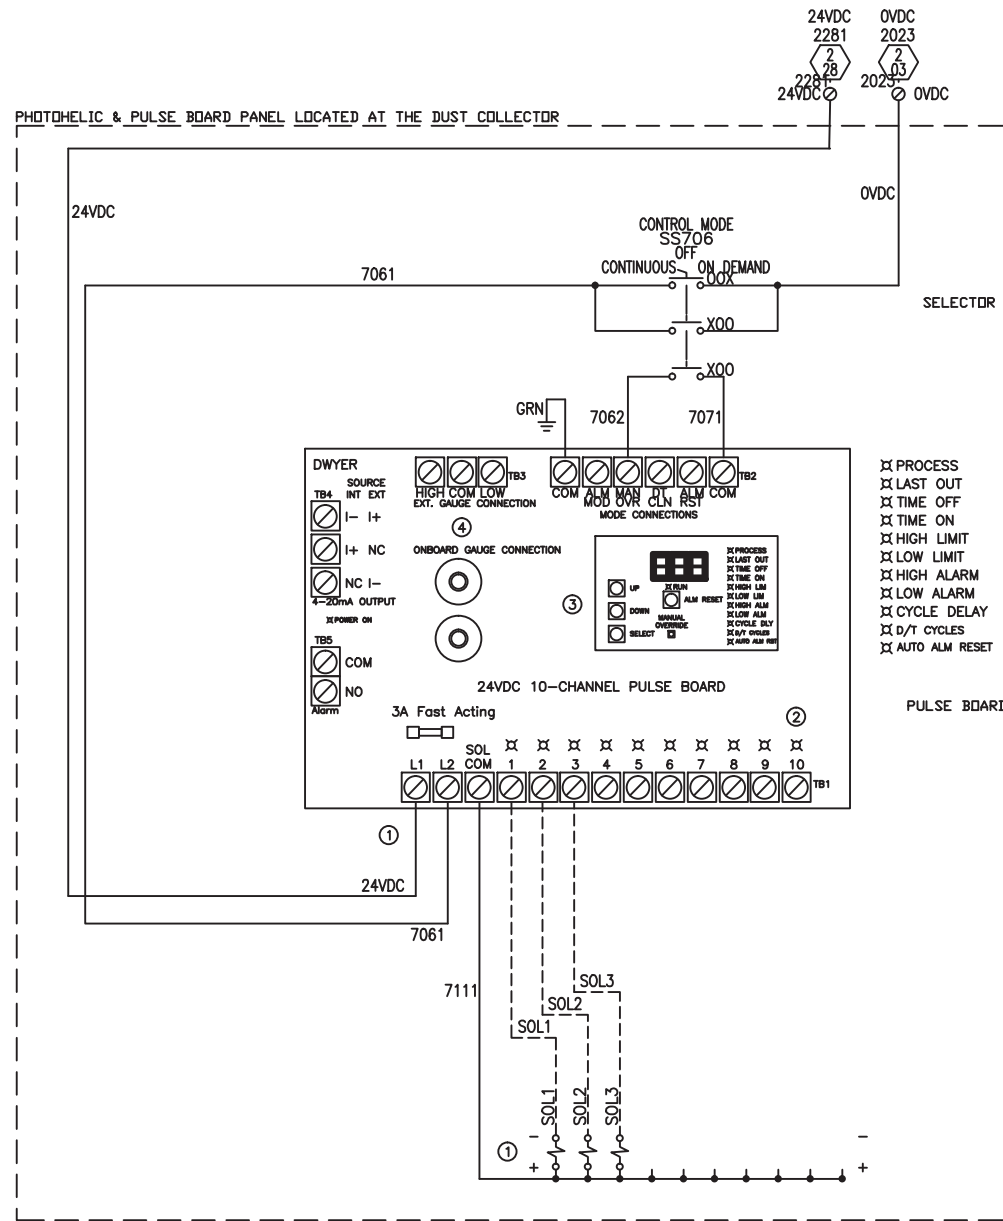 24VDC 0VDC
2281 2023
2 2
28 03
2281 2023
24VDC 0VDC
PHOTOHELIC & PULSE BOARD PANEL LOCATED AT THE DUST COLLECTOR
0VDC
24VDC
CONTROL MODE
SS706
OFF
CONTINUOUS ON DEMAND
7061
OOX
SELECTOR
XOO
XOO
GRN
7062 7071
DWYER
SOURCE
TB4 INT EXT
I- I+
I+ NC
NC I-
4-20mA OUTPUT
POWER ON
TB5
COM
NO
Alarm
TB3
HIGH COM LOW
EXT. GAUGE CONNECTION
4
ONBOARD GAUGE CONNECTION
TB2
COM ALM MAN DT ALM COM
MOD OVR CLN RST
MODE CONNECTIONS
3
UP
DOWN
SELECT
RUN
ALM RESET
MANUAL
OVERRIDE
PROCESS
LAST OUT
TIME OFF
TIME ON
HIGH LIM
LOW LIM
HIGH ALM
LOW ALM
CYCLE DLY
D/T CYCLES
AUTO ALM RST
PROCESS
LAST OUT
TIME OFF
TIME ON
HIGH LIMIT
LOW LIMIT
HIGH ALARM
LOW ALARM
CYCLE DELAY
D/T CYCLES
AUTO ALM RESET
24VDC 10-CHANNEL PULSE BOARD
PULSE BOARD
3A Fast Acting
2
SOL
L1 L2 COM 1 2 3 4 5 6 7 8 9 10
TB1
1
24VDC
7061
7111
SOL3
SOL2
SOL1
SOL1 SOL2 SOL3
- -
1
+ +